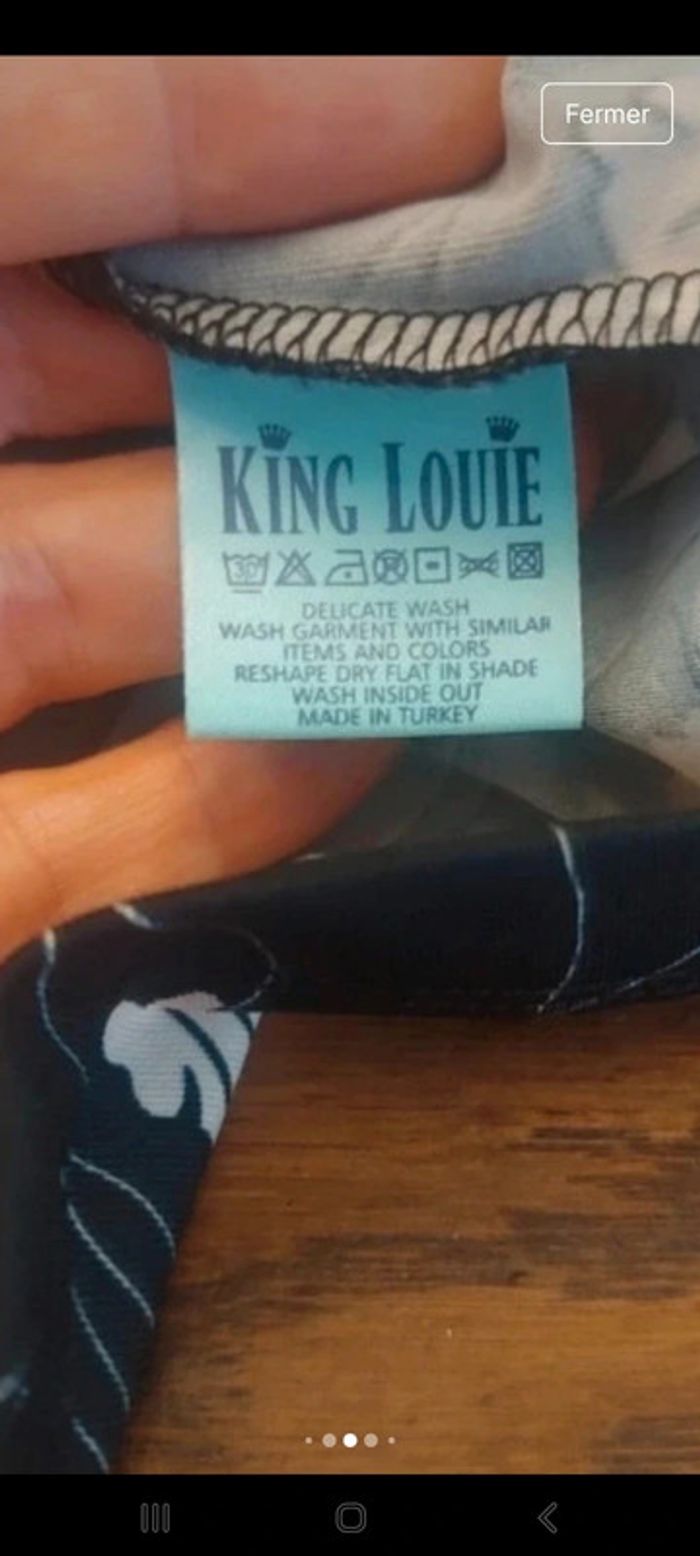 Fermer
KING LOUIE
30
DELICATE WASH
WASH GARMENT WITH SIMILAR
ITEMS AND COLORS
RESHAPE DRY FLAT IN SHADE
WASH INSIDE OUT
MADE IN TURKEY